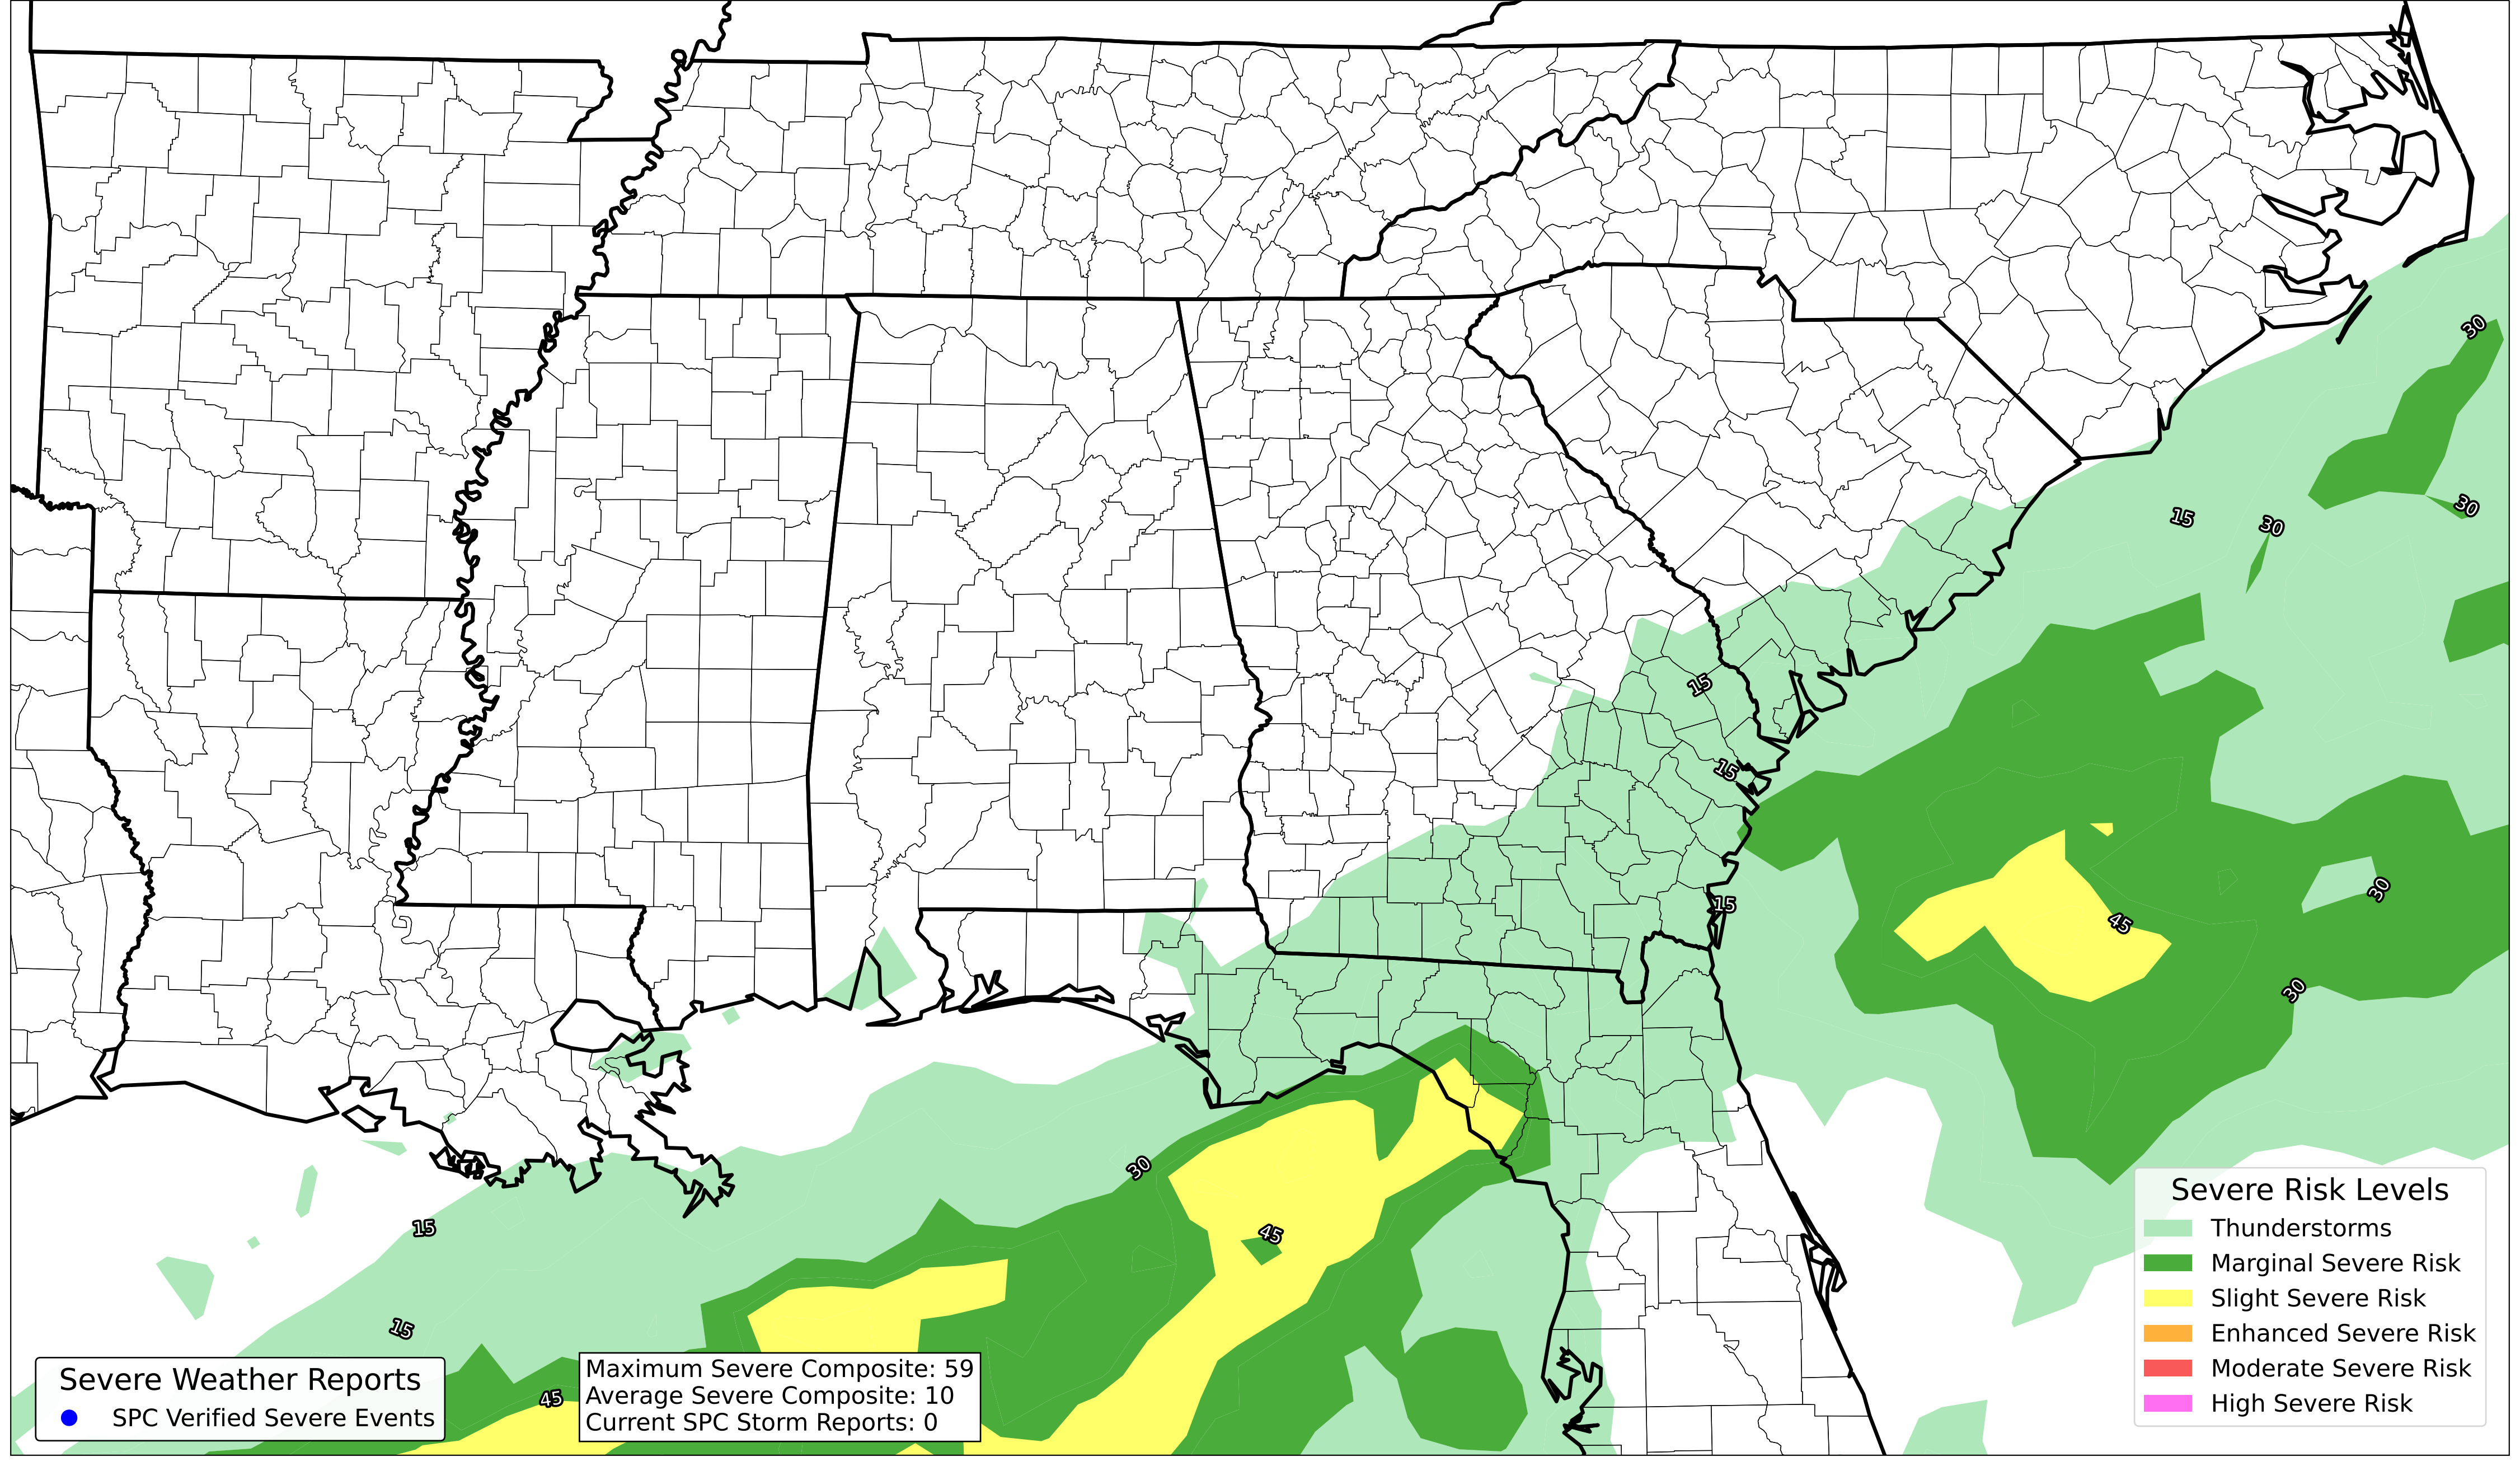 30
30
15
30
15
15
15
30
45
30
30
45
15
15
45
Severe Weather Reports
SPC Verified Severe Events
Maximum Severe Composite: 59
Average Severe Composite: 10
Current SPC Storm Reports: 0
Severe Risk Levels
Thunderstorms
Marginal Severe Risk
Slight Severe Risk
Enhanced Severe Risk
Moderate Severe Risk
High Severe Risk